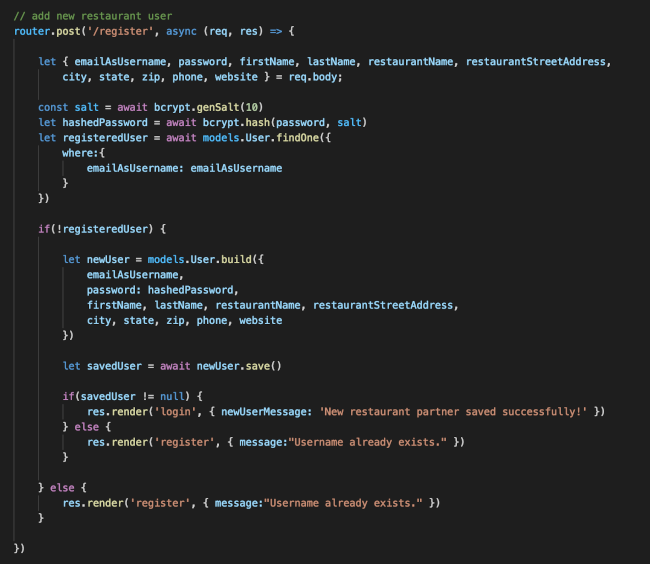 // add new restaurant user
router.post('/register', async (req, res) => {
let { emailAsUsername, password, firstName, lastName, restaurantName, restaurantStreetAddress,
city, state, zip, phone, website } = req.body;
const salt = await bcrypt.genSalt(10)
let hashedPassword = await bcrypt.hash(password, salt)
let registeredUser = await models.User.findOne({
where:{
emailAsUsername: emailAsUsername
}
})
if(!registeredUser) {
let newUser = models.User.build({
emailAsUsername,
password: hashedPassword,
firstName, lastName, restaurantName, restaurantStreetAddress,
city, state, zip, phone, website
})
let savedUser = await newUser.save()
if(savedUser != null) {
res.render('login', { newUserMessage: 'New restaurant partner saved successfully!' })
} else {
res.render('register', { message:"Username already exists." })
}
} else {
res.render('register', { message:"Username already exists." })
}
})